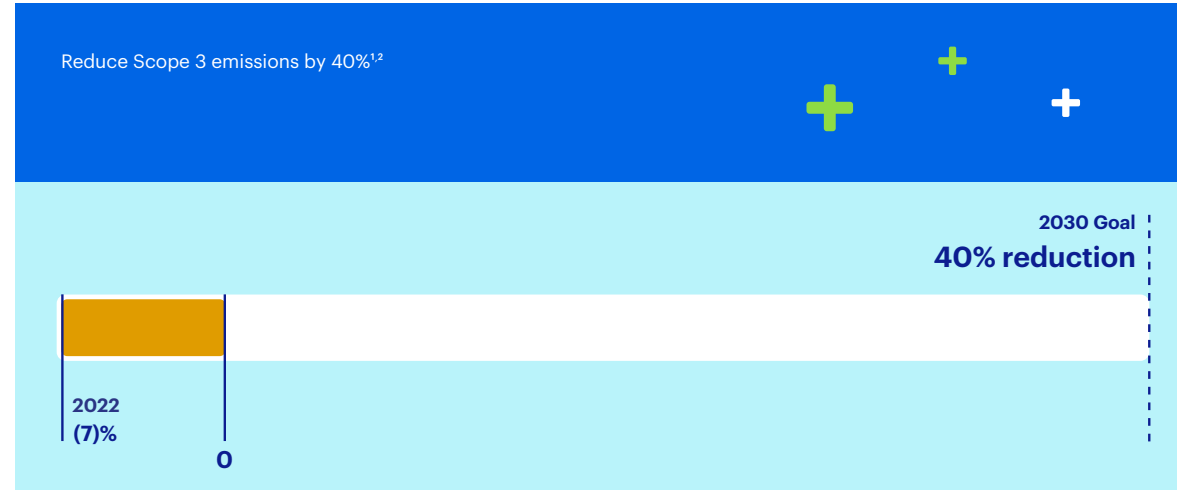 Reduce Scope 3 emissions by 40%¹,²
2030 Goal
40% reduction
2022
(7)%
0